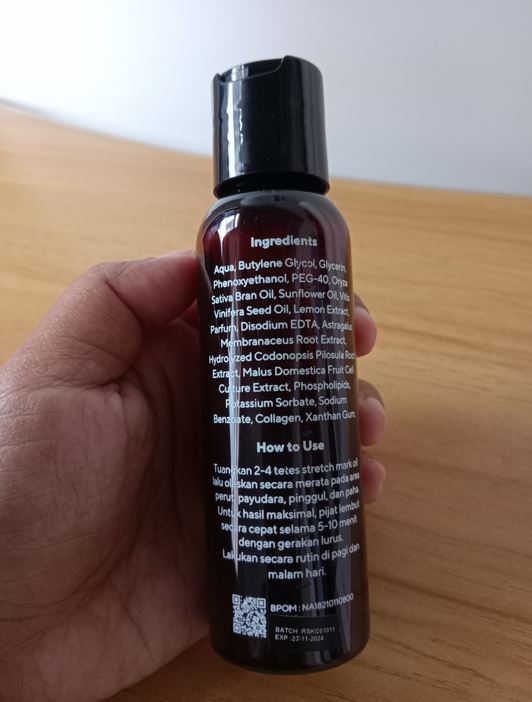 Ingredients
Aqua, Butylene Glycol, Glycerin,
Phenoxyethanol, PEG-40, Oryza
Sativa Bran Oil, Sunflower Oil, Vitis
Vinifera Seed Oil, Lemon Extract,
Parfum, Disodium EDTA, Astragalus
Membranaceus Root Extract,
Hydrolyzed Codonopsis Pilosula Root
Extract, Malus Domestica Fruit Cell
Culture Extract, Phospholipids,
Potassium Sorbate, Sodium
Benzoate, Collagen, Xanthan Gum.
How to Use
Tuangkan 2-4 tetes stretch mark oil
lalu oleskan secara merata pada area
perut, payudara, pinggul, dan paha.
Untuk hasil maksimal, pijat lembut
secara cepat selama 5-10 menit
dengan gerakan lurus.
Lakukan secara rutin di pagi dan
malam hari.
BPOM : NA18210110800
BATCH :RSKC01011
EXP :23-11-2024